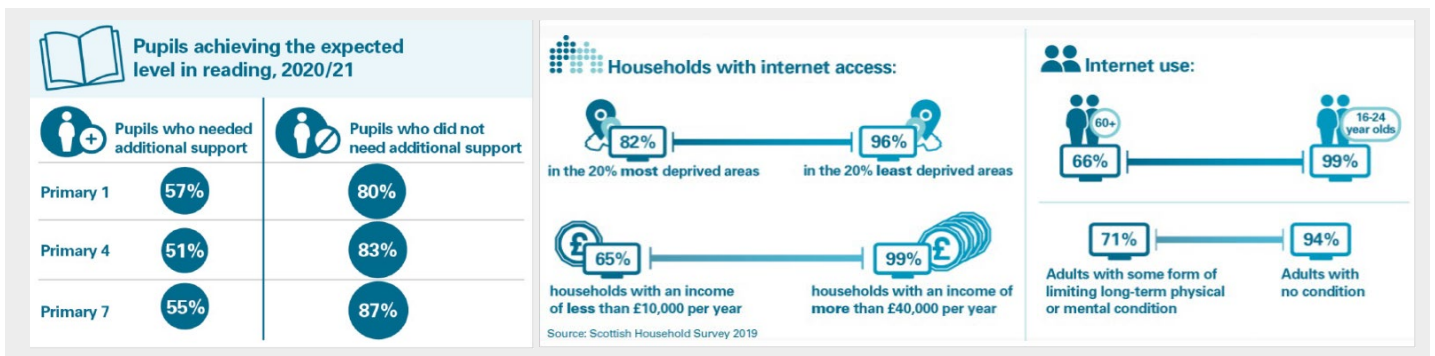 Pupils achieving the expected
level in reading, 2020/21
Pupils who needed
additional support
Pupils who did not
need additional support
Primary 1
57%
80%
Primary 4
51%
83%
Primary 7
55%
87%
Households with internet access:
82%
96%
in the 20% most deprived areas
in the 20% least deprived areas
£
65%
99%
£
households with an income
of less than £10,000 per year
households with an income of
more than £40,000 per year
Source: Scottish Household Survey 2019
Internet use:
60+
16-24
year olds
66%
99%
71%
94%
Adults with some form of
limiting long-term physical
or mental condition
Adults with
no condition